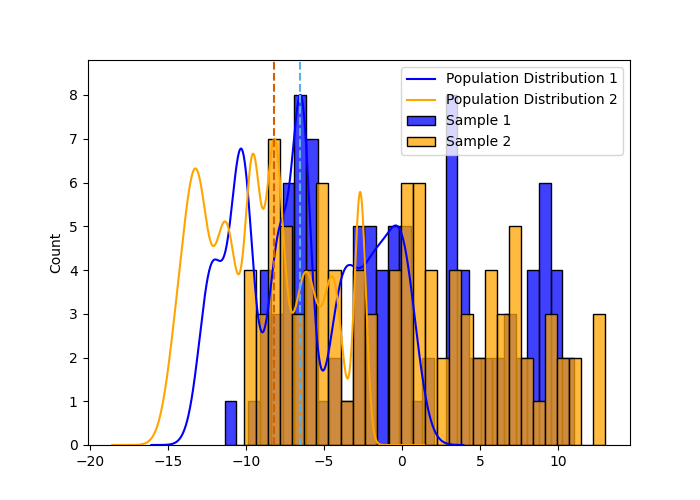 Population Distribution 1
Population Distribution 2
Sample 1
Sample 2
Count
8
7
6
5
4
3
2
1
0
−20 −15 −10 −5 0 5 10